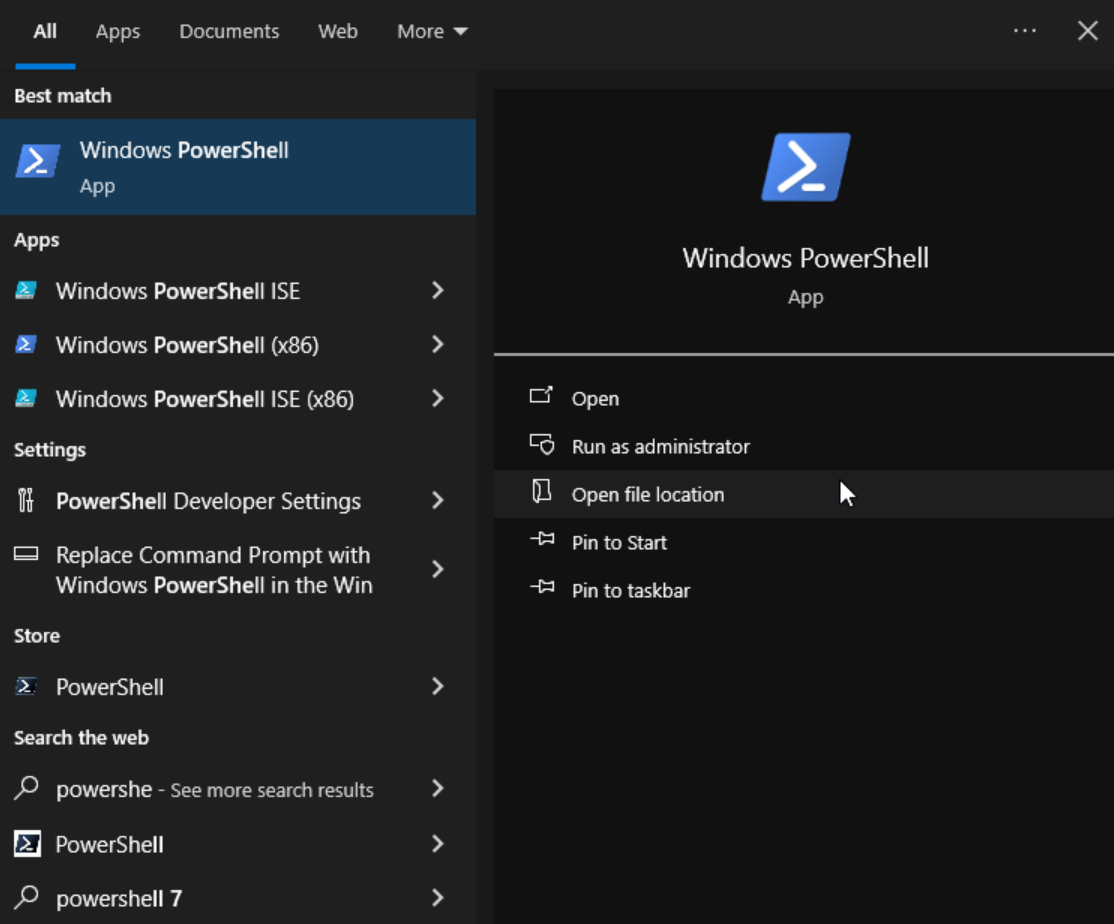 All Apps Documents Web More
Best match
Windows PowerShell
App
Apps
Windows PowerShell ISE
Windows PowerShell (x86)
Windows PowerShell ISE (x86)
Settings
PowerShell Developer Settings
Replace Command Prompt with
Windows PowerShell in the Win
Store
PowerShell
Search the web
powershe - See more search results
PowerShell
powershell 7
Windows PowerShell
App
Open
Run as administrator
Open file location
Pin to Start
Pin to taskbar